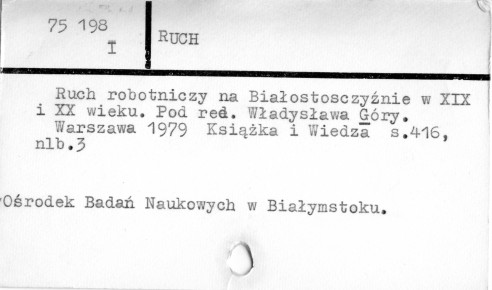 75 198
I
RUCH
Ruch robotniczy na Białostosczyźnie w XIX
i XX wieku. Pod red. Władysława Góry.
Warszawa 1979 Książka i Wiedza s.416,
nlb.3
Ośrodek Badań Naukowych w Białymstoku.